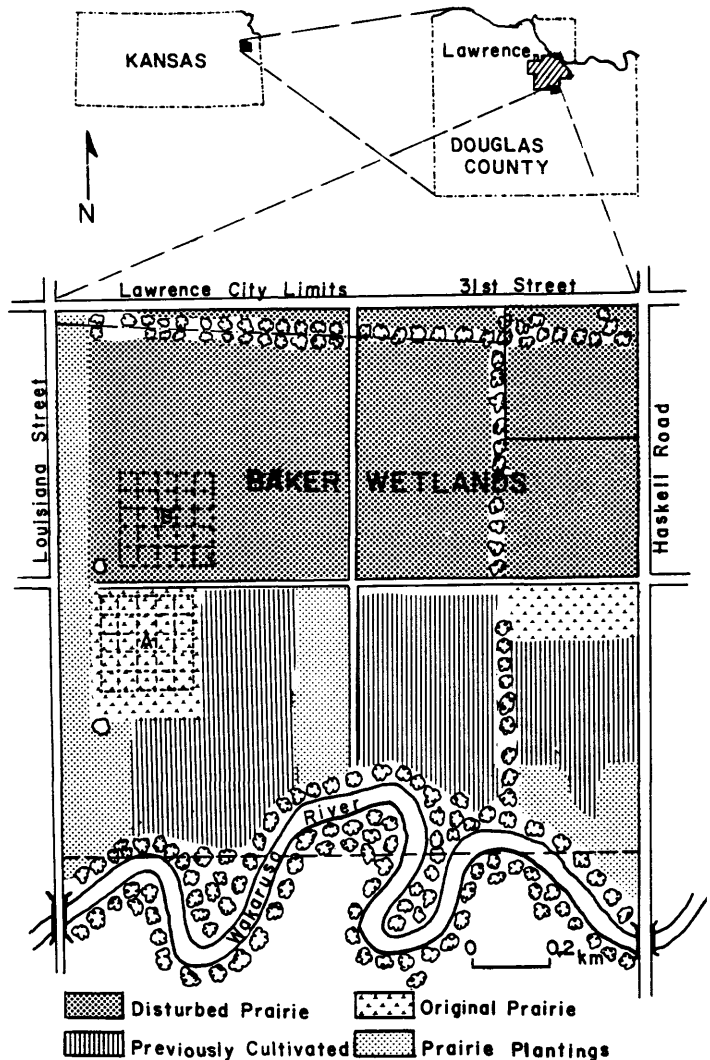 KANSAS
Lawrence
DOUGLAS
COUNTY
N
Lawrence City Limits
31st Street
Louisiana Street
Haskell Road
BAKER WETLANDS
B
A
Wakarusa River
0 0.2 km
Disturbed Prairie
Original Prairie
Previously Cultivated
Prairie Plantings